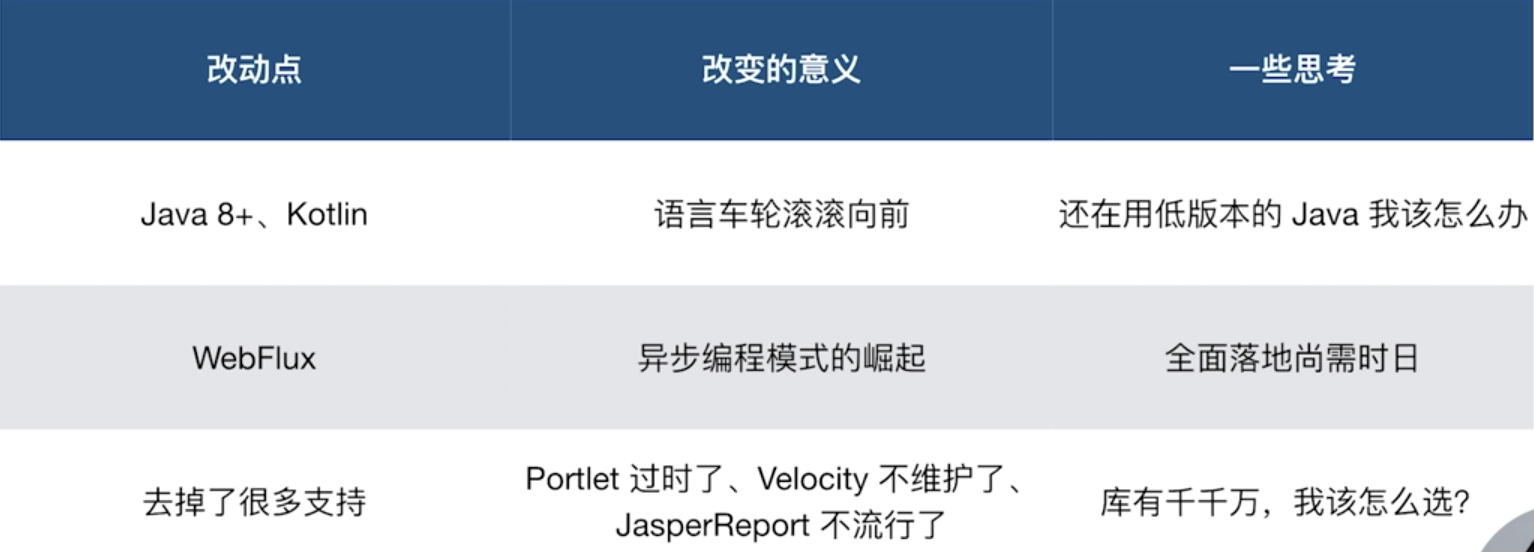 改动点
改变的意义
一些思考
Java 8+、Kotlin
语言车轮滚滚向前
还在用低版本的 Java 我该怎么办
WebFlux
异步编程模式的崛起
全面落地尚需时日
去掉了很多支持
Portlet 过时了、Velocity 不维护了、
JasperReport 不流行了
库有千千万，我该怎么选？